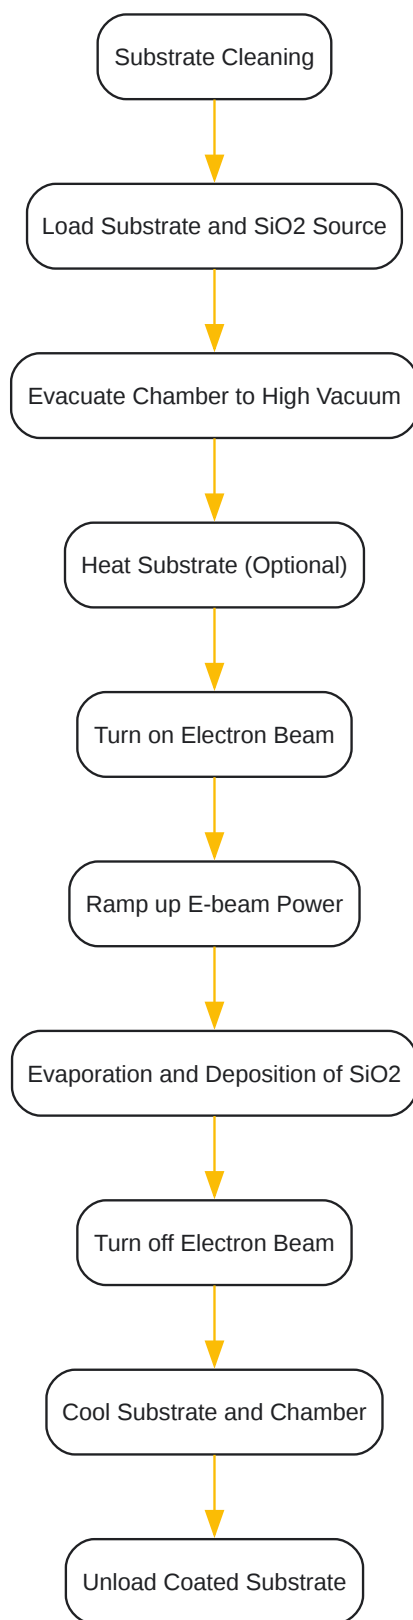 Substrate Cleaning
Load Substrate and SiO2 Source
Evacuate Chamber to High Vacuum
Heat Substrate (Optional)
Turn on Electron Beam
Ramp up E-beam Power
Evaporation and Deposition of SiO2
Turn off Electron Beam
Cool Substrate and Chamber
Unload Coated Substrate